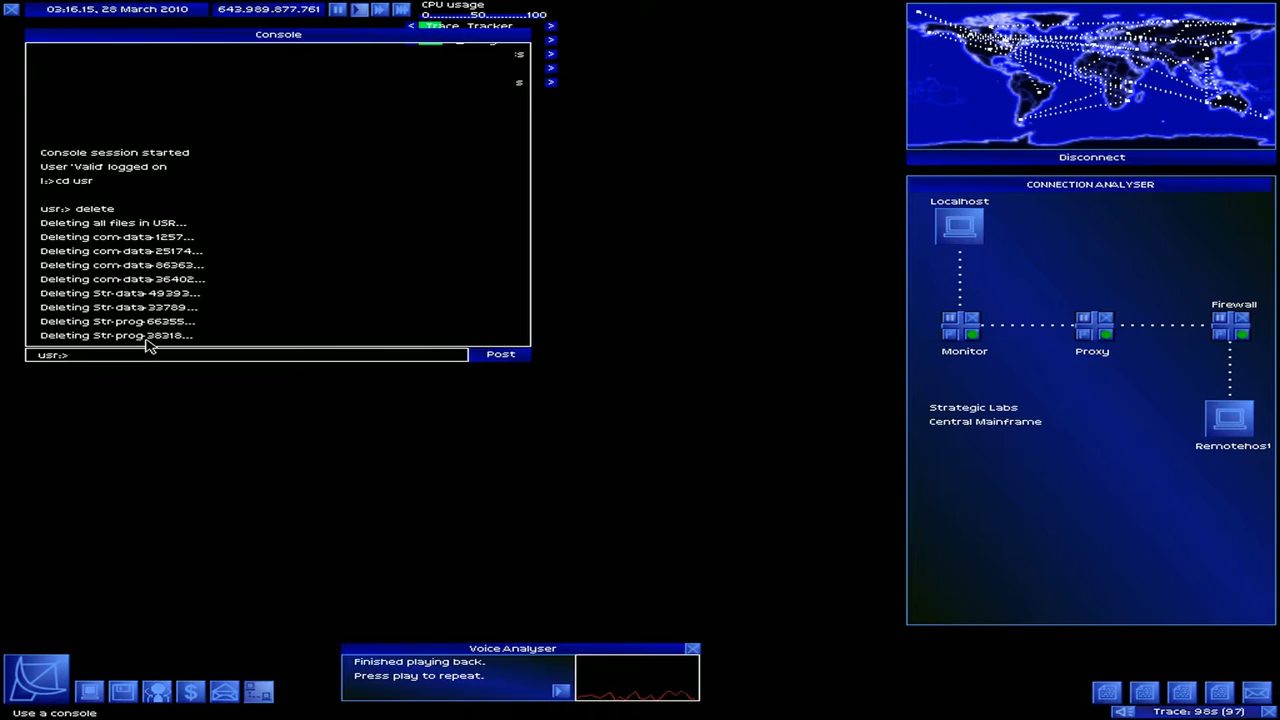 03:16.15, 28 March 2010
643.989.877.761
CPU usage
0.......50.......100
Trace_Tracker
Console
Console session started
User 'Valid' logged on
I:>cd usr
usr:> delete
Deleting all files in USR...
Deleting com-data-1257...
Deleting com-data-25174...
Deleting com-data-86363...
Deleting com-data-36402...
Deleting Str-data-49393...
Deleting Str-data-33789...
Deleting Str-prog-66355...
Deleting Str-prog-38318...
usr:>
Post
Disconnect
CONNECTION ANALYSER
Localhost
Firewall
Monitor
Proxy
Strategic Labs
Central Mainframe
Remotehost
Voice Analyser
Finished playing back.
Press play to repeat.
Use a console
Trace: 98s (97)